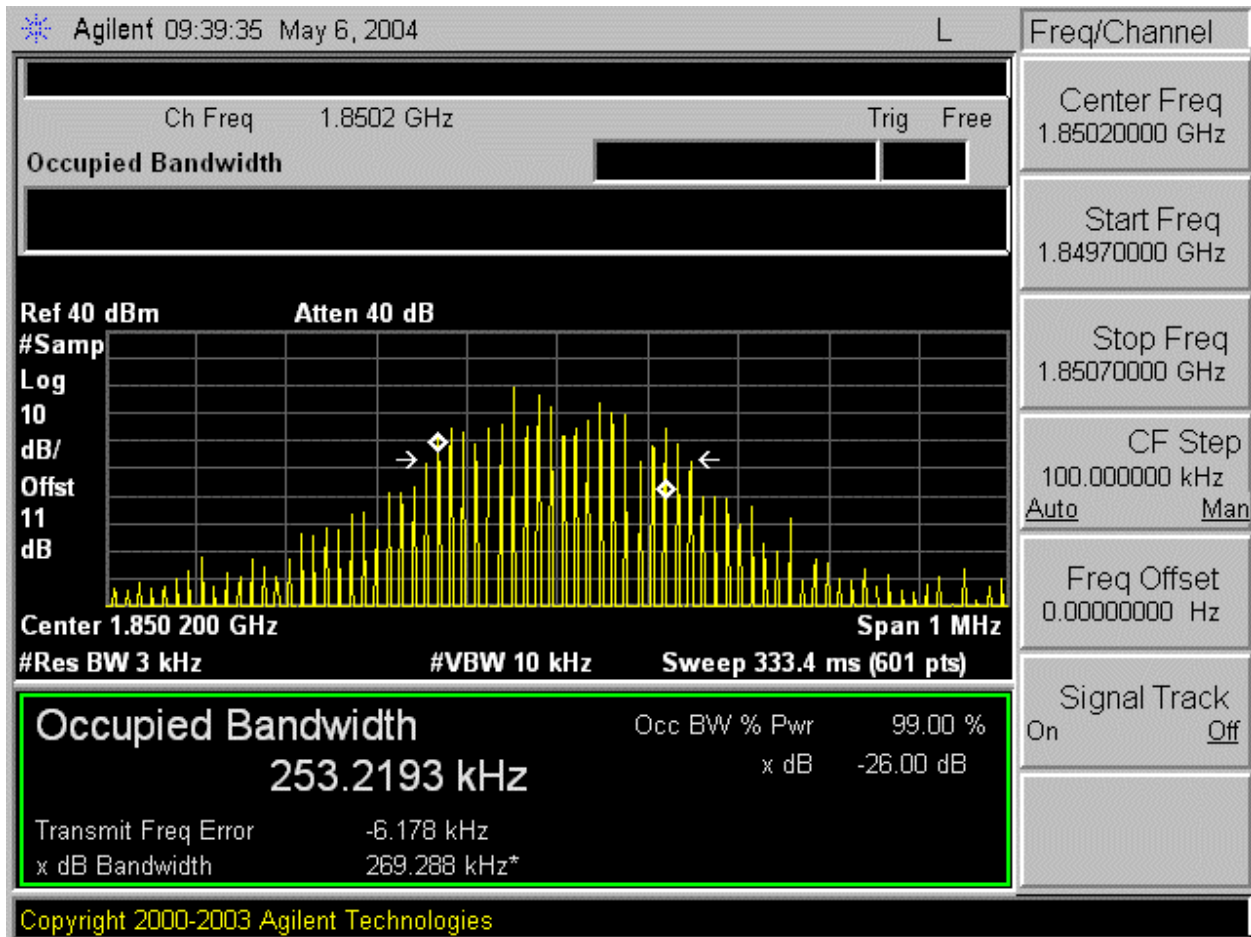 Agilent 09:39:35 May 6, 2004 L
Freq/Channel
Ch Freq 1.8502 GHz Trig Free
Occupied Bandwidth
Center Freq
1.85020000 GHz
Start Freq
1.84970000 GHz
Stop Freq
1.85070000 GHz
CF Step
100.000000 kHz
Auto Man
Freq Offset
0.00000000 Hz
Signal Track
On Off
Ref 40 dBm Atten 40 dB
#Samp
Log
10
dB/
Offst
11
dB
Center 1.850 200 GHz Span 1 MHz
#Res BW 3 kHz #VBW 10 kHz Sweep 333.4 ms (601 pts)
Occupied Bandwidth
253.2193 kHz
Occ BW % Pwr 99.00 %
x dB -26.00 dB
Transmit Freq Error -6.178 kHz
x dB Bandwidth 269.288 kHz*
Copyright 2000-2003 Agilent Technologies